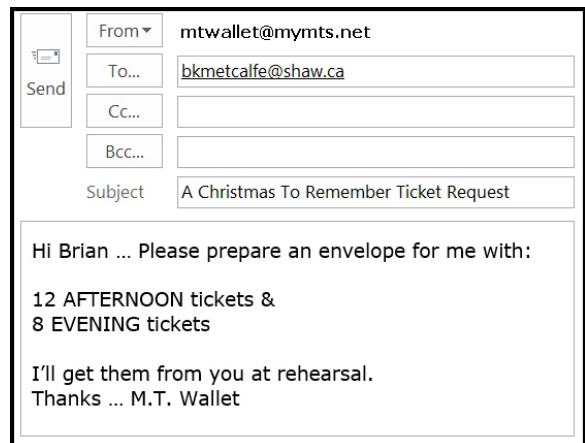 From
mtwallet@mymts.net
Send
To...
bkmetcalfe@shaw.ca
Cc...
Bcc...
Subject
A Christmas To Remember Ticket Request
Hi Brian ... Please prepare an envelope for me with:
12 AFTERNOON tickets &
8 EVENING tickets
I'll get them from you at rehearsal.
Thanks ... M.T. Wallet